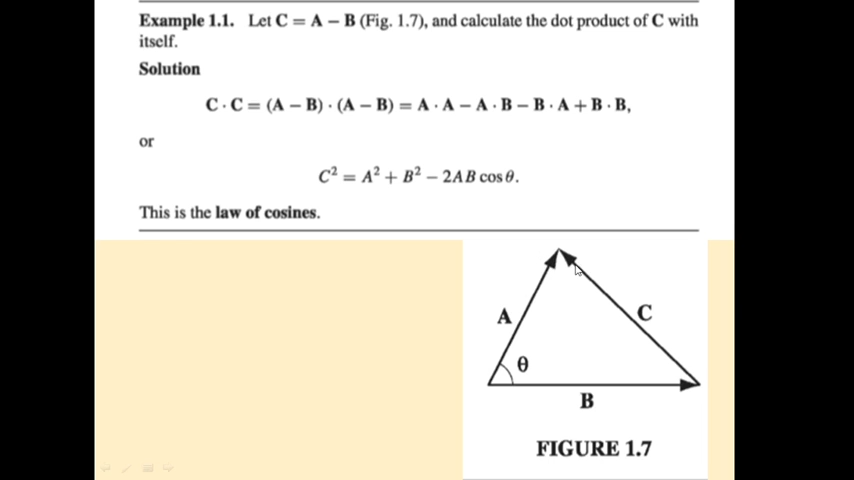 Example 1.1. Let C = A − B (Fig. 1.7), and calculate the dot product of C with
itself.
Solution
C · C = (A − B) · (A − B) = A · A − A · B − B · A + B · B,
or
C² = A² + B² − 2AB cos θ.
This is the law of cosines.
A
C
θ
B
FIGURE 1.7